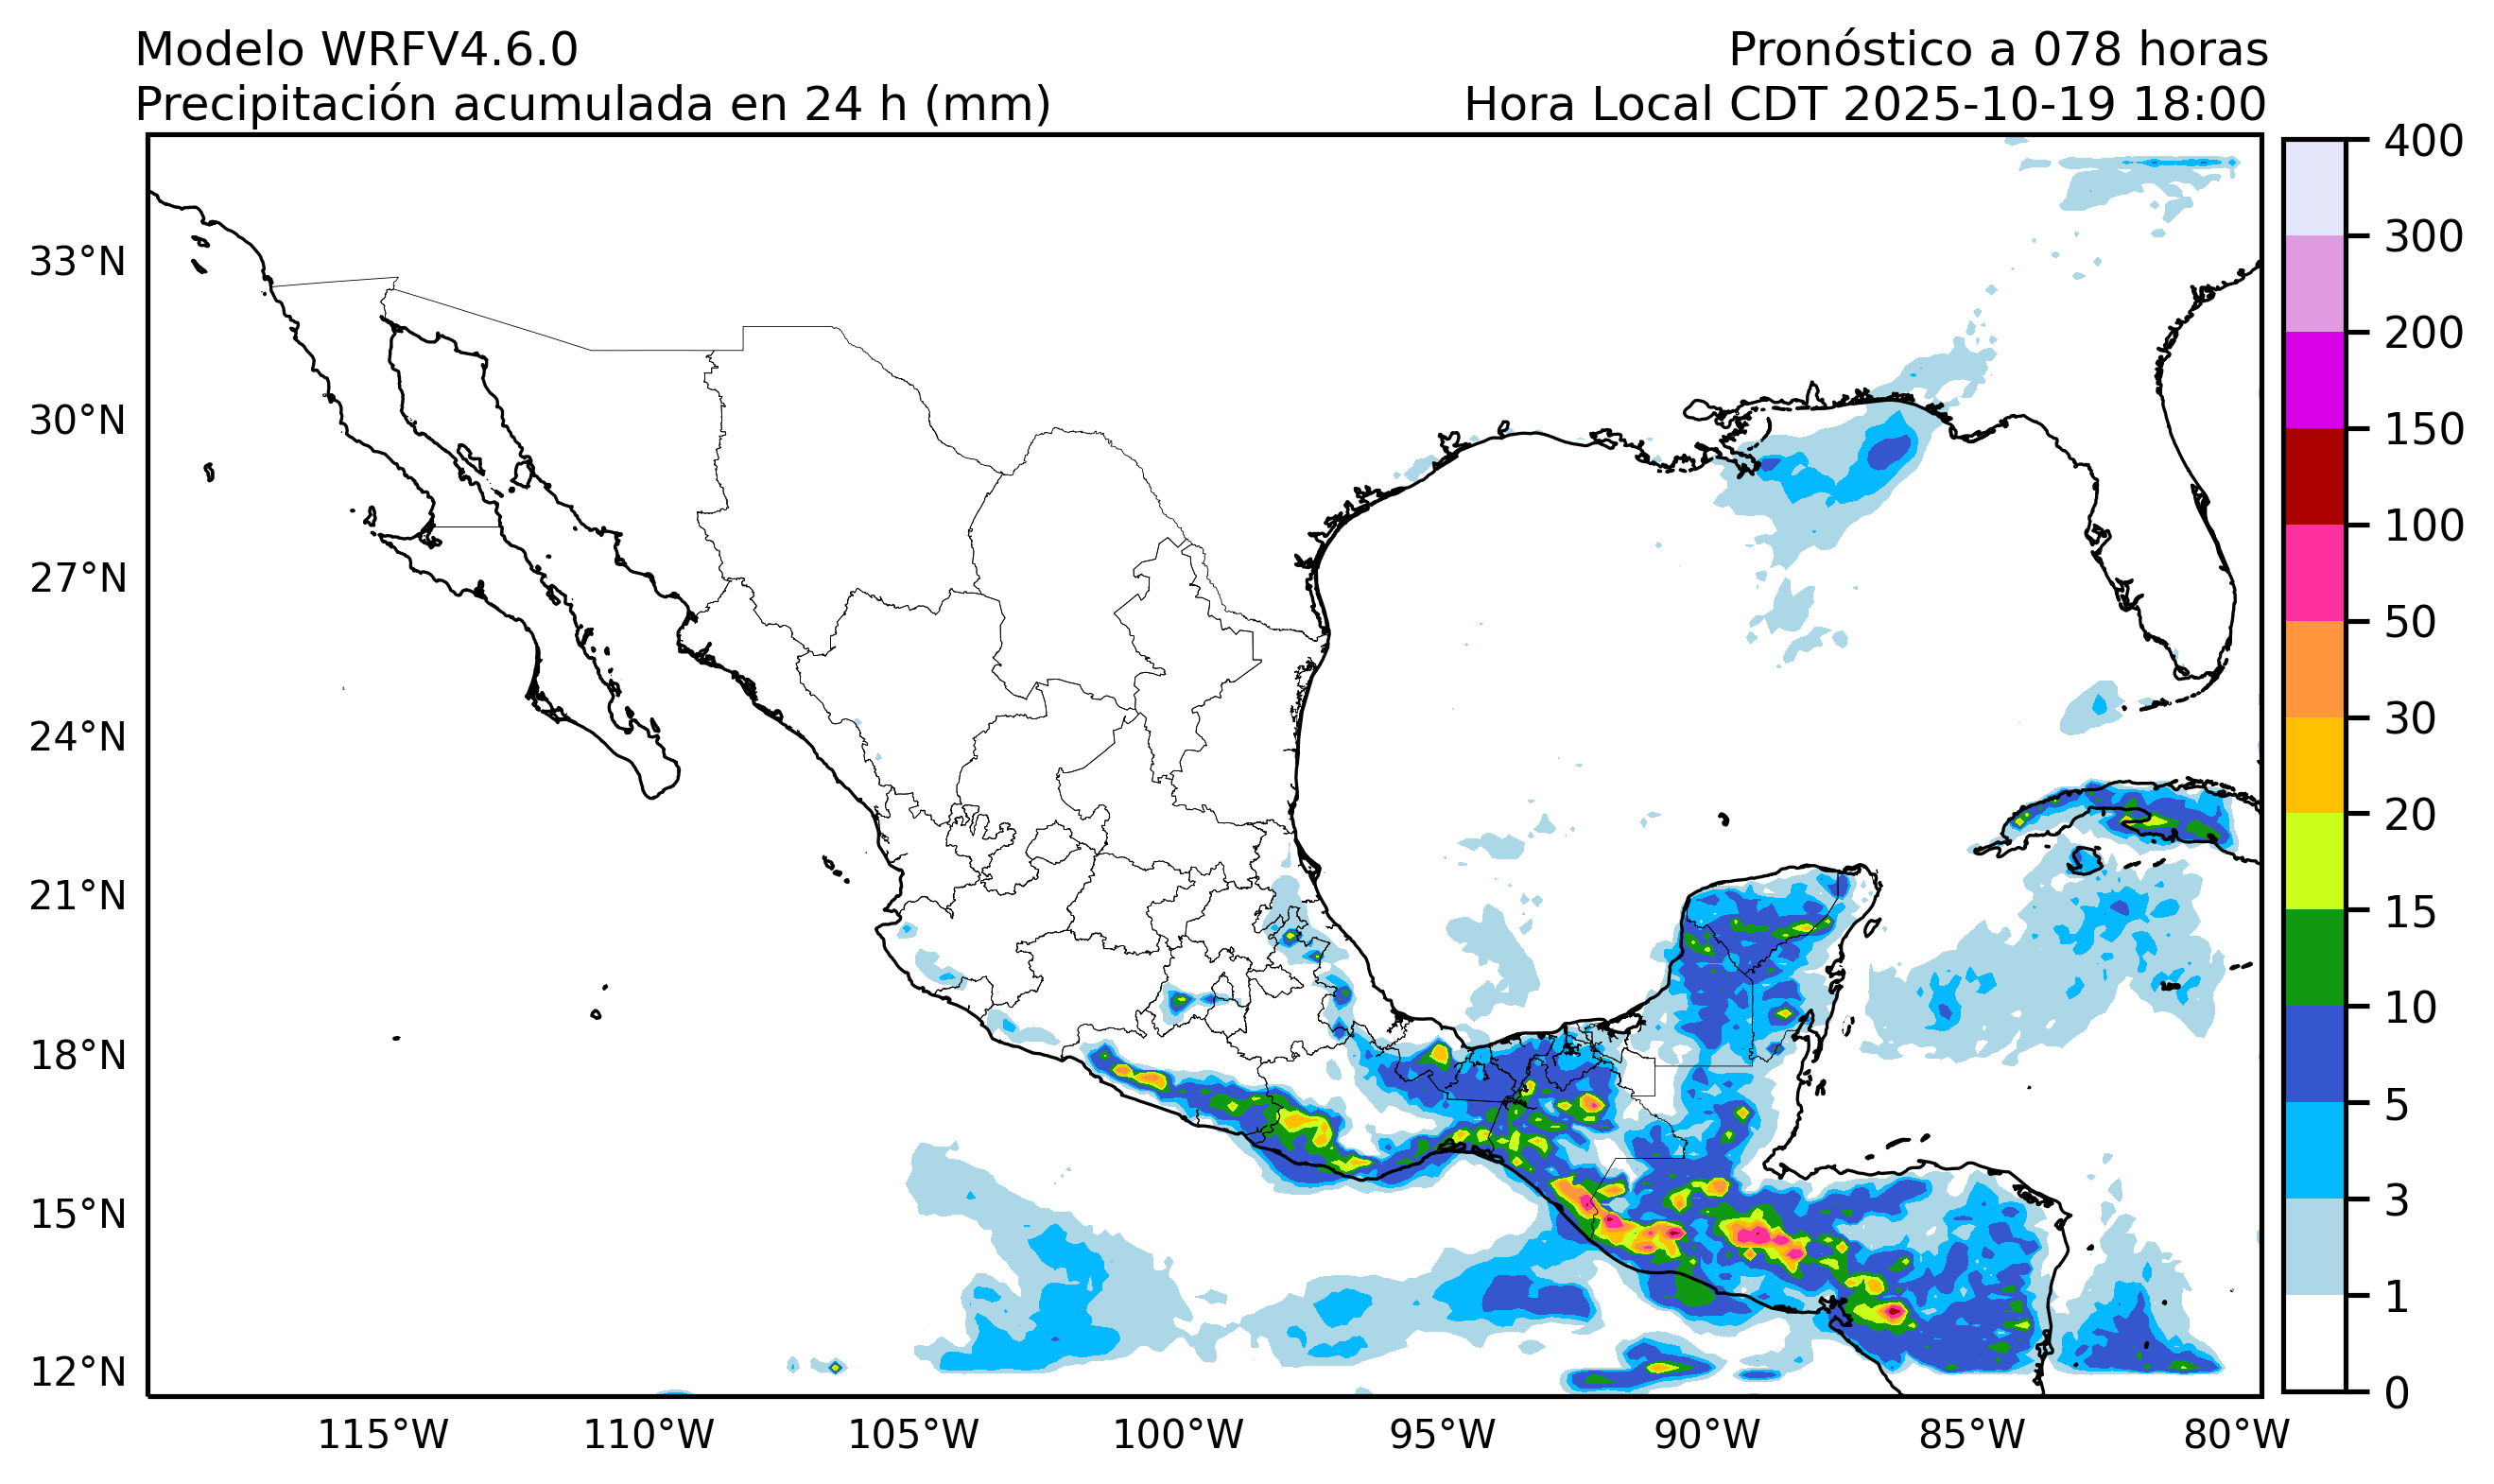 Modelo WRFV4.6.0
Pronóstico a 078 horas
Precipitación acumulada en 24 h (mm)
Hora Local CDT 2025-10-19 18:00
33°N
30°N
27°N
24°N
21°N
18°N
15°N
12°N
115°W
110°W
105°W
100°W
95°W
90°W
85°W
80°W
400
300
200
150
100
50
30
20
15
10
5
3
1
0